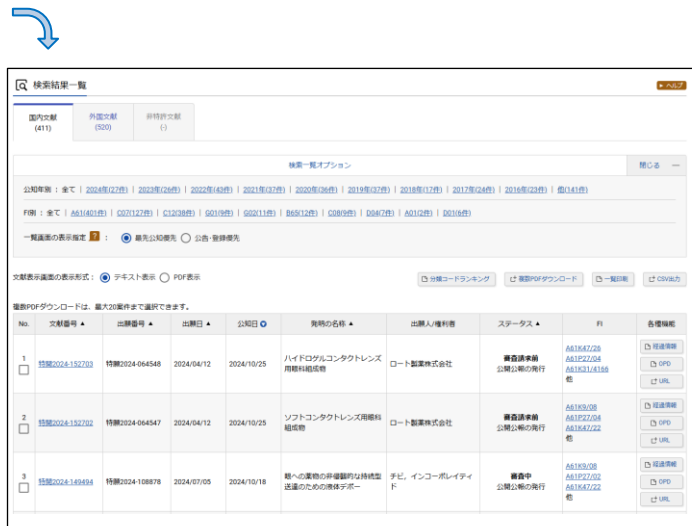 検索結果一覧
ヘルプ
国内文献 外国文献 非特許文献
(411) (520) (-)
検索一覧オプション 閉じる
公知年別 : 全て | 2024年(27件) | 2023年(26件) | 2022年(43件) | 2021年(37件) | 2020年(36件) | 2019年(37件) | 2018年(17件) | 2017年(24件) | 2016年(23件) | 他(141件)
FI別 : 全て | A61(401件) | C07(127件) | C12(38件) | G01(9件) | G02(11件) | B65(12件) | C08(9件) | D04(7件) | A01(2件) | D01(6件)
一覧画面の表示指定 ? : 最先公知優先 公告・登録優先
文献表示画面の表示形式 : テキスト表示 PDF表示
分類コードランキング 複数PDFダウンロード 一覧印刷 CSV出力
複数PDFダウンロードは、最大20案件まで選択できます。
No. 文献番号 ▲ 出願番号 ▲ 出願日 ▲ 公知日 発明の名称 ▲ 出願人/権利者 ステータス ▲ FI 各種機能
1 特開2024-152703 特願2024-064548 2024/04/12 2024/10/25 ハイドロゲルコンタクトレンズ用眼科組成物 ロート製薬株式会社 審査請求前 公開公報の発行 A61K47/26 A61P27/04 A61K31/4166 他 経過情報 OPD URL
2 特開2024-152702 特願2024-064547 2024/04/12 2024/10/25 ソフトコンタクトレンズ用眼科組成物 ロート製薬株式会社 審査請求前 公開公報の発行 A61K9/08 A61P27/04 A61K47/22 他 経過情報 OPD URL
3 特開2024-149494 特願2024-108878 2024/07/05 2024/10/18 眼への薬物の非侵襲的な持続型送達のための液体デポー チビ，インコーポレイティド 審査中 公開公報の発行 A61K9/08 A61P27/02 A61K47/22 他 経過情報 OPD URL